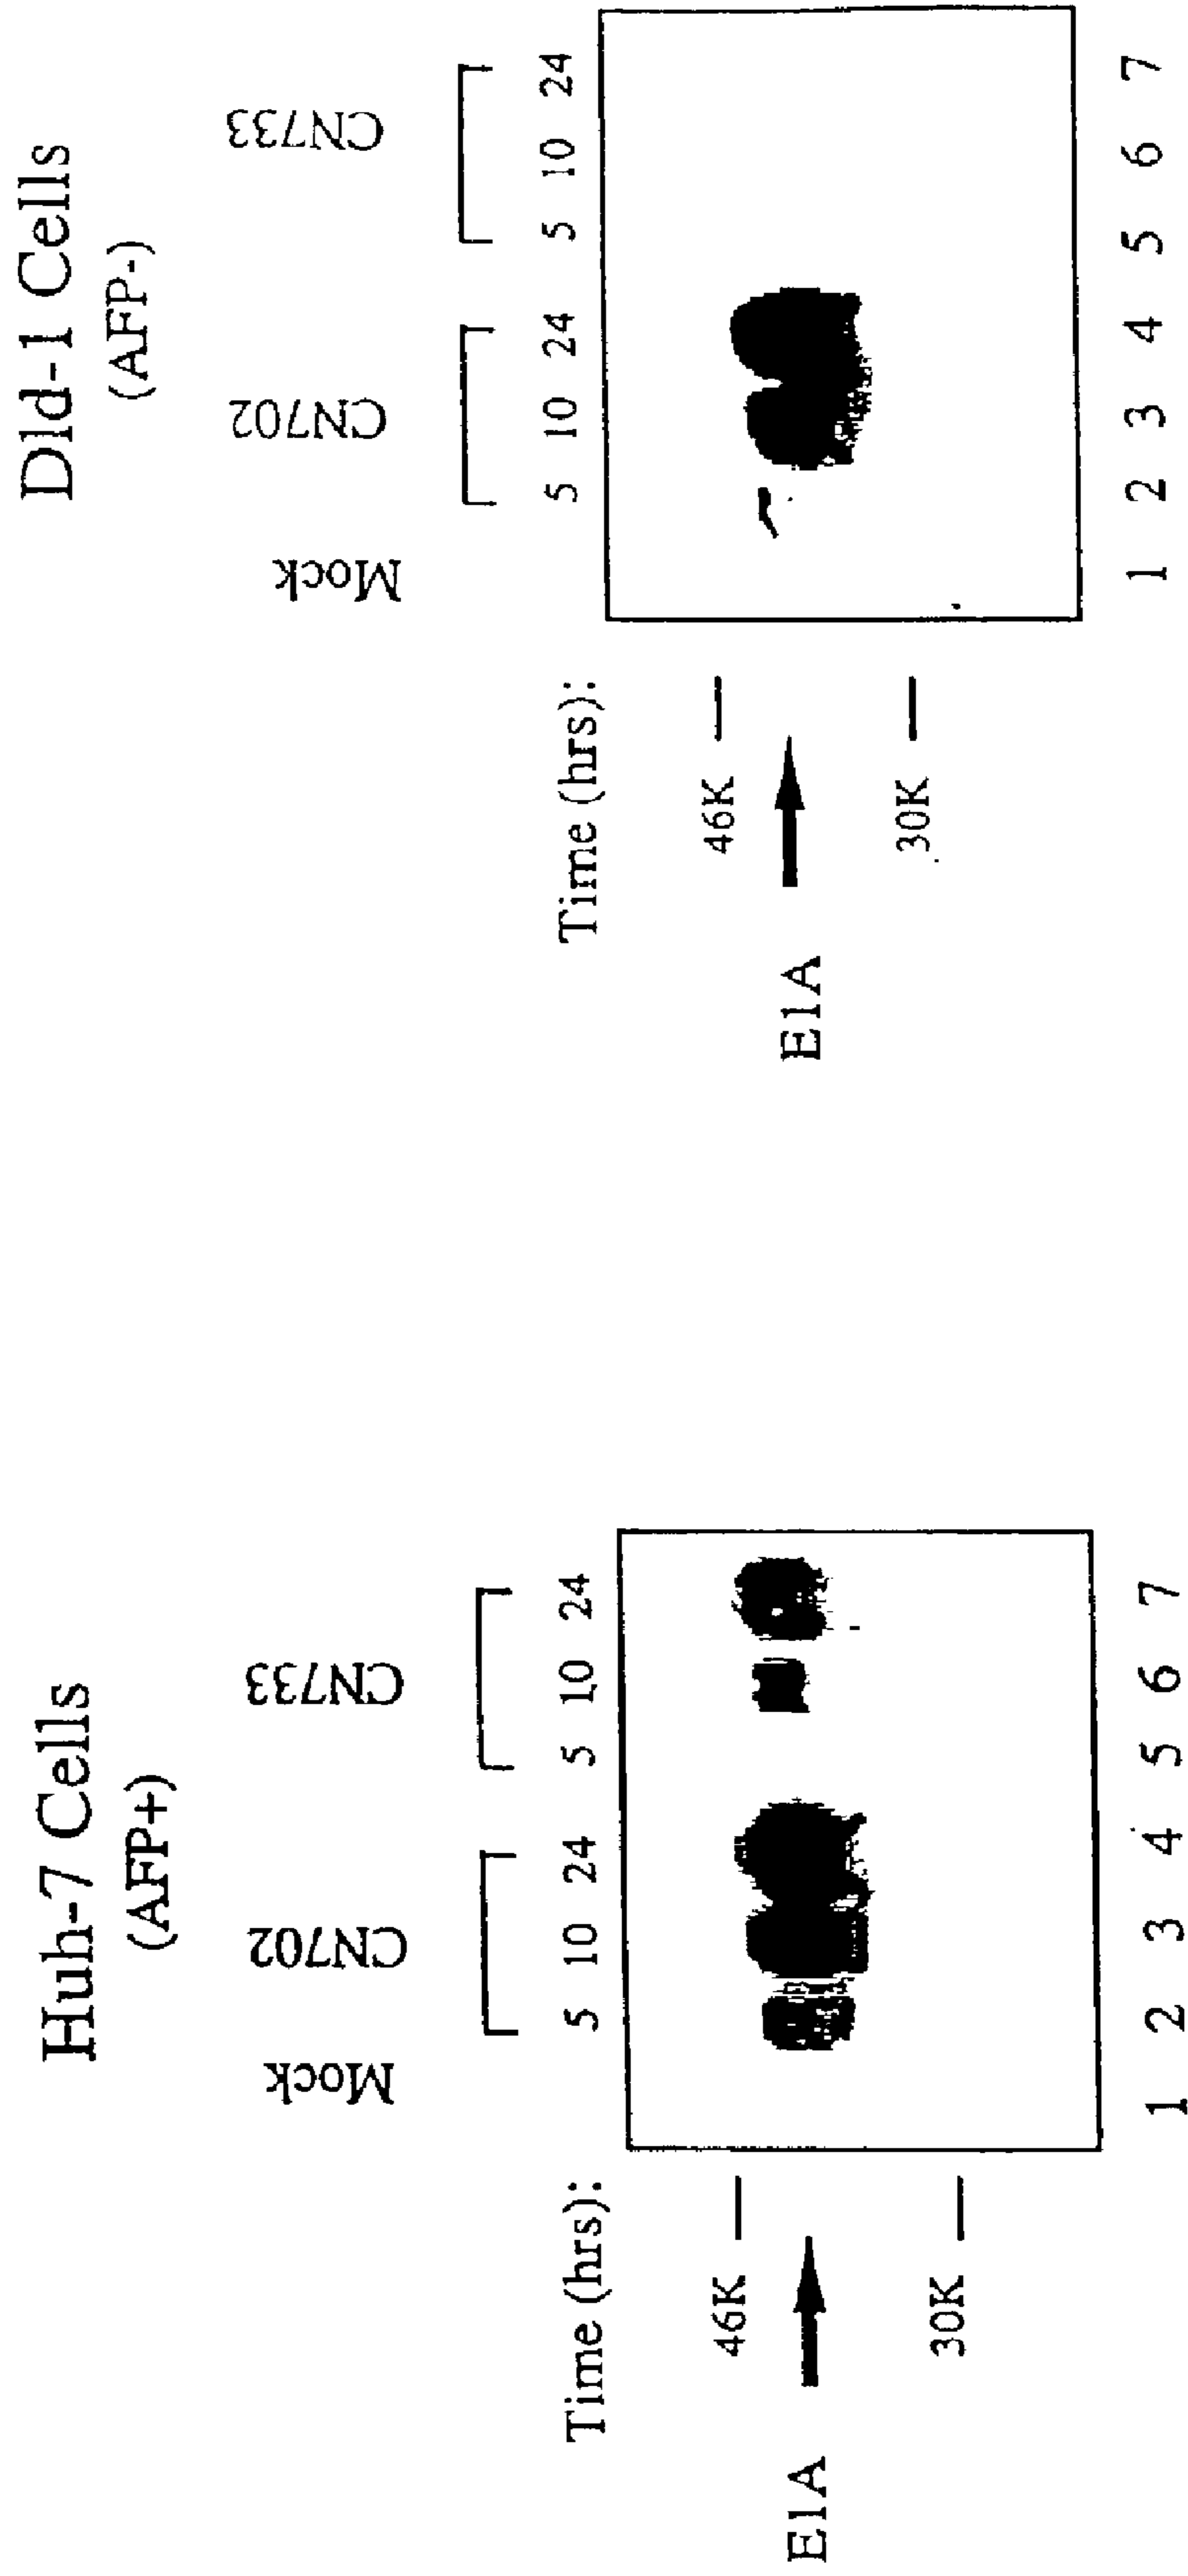 Huh-7 Cells
(AFP+)
Mock CN702 CN733
Time (hrs): 5 10 24 5 10 24
46K
E1A
30K
1 2 3 4 5 6 7
Dld-1 Cells
(AFP-)
Mock CN702 CN733
Time (hrs): 5 10 24 5 10 24
46K
E1A
30K
1 2 3 4 5 6 7